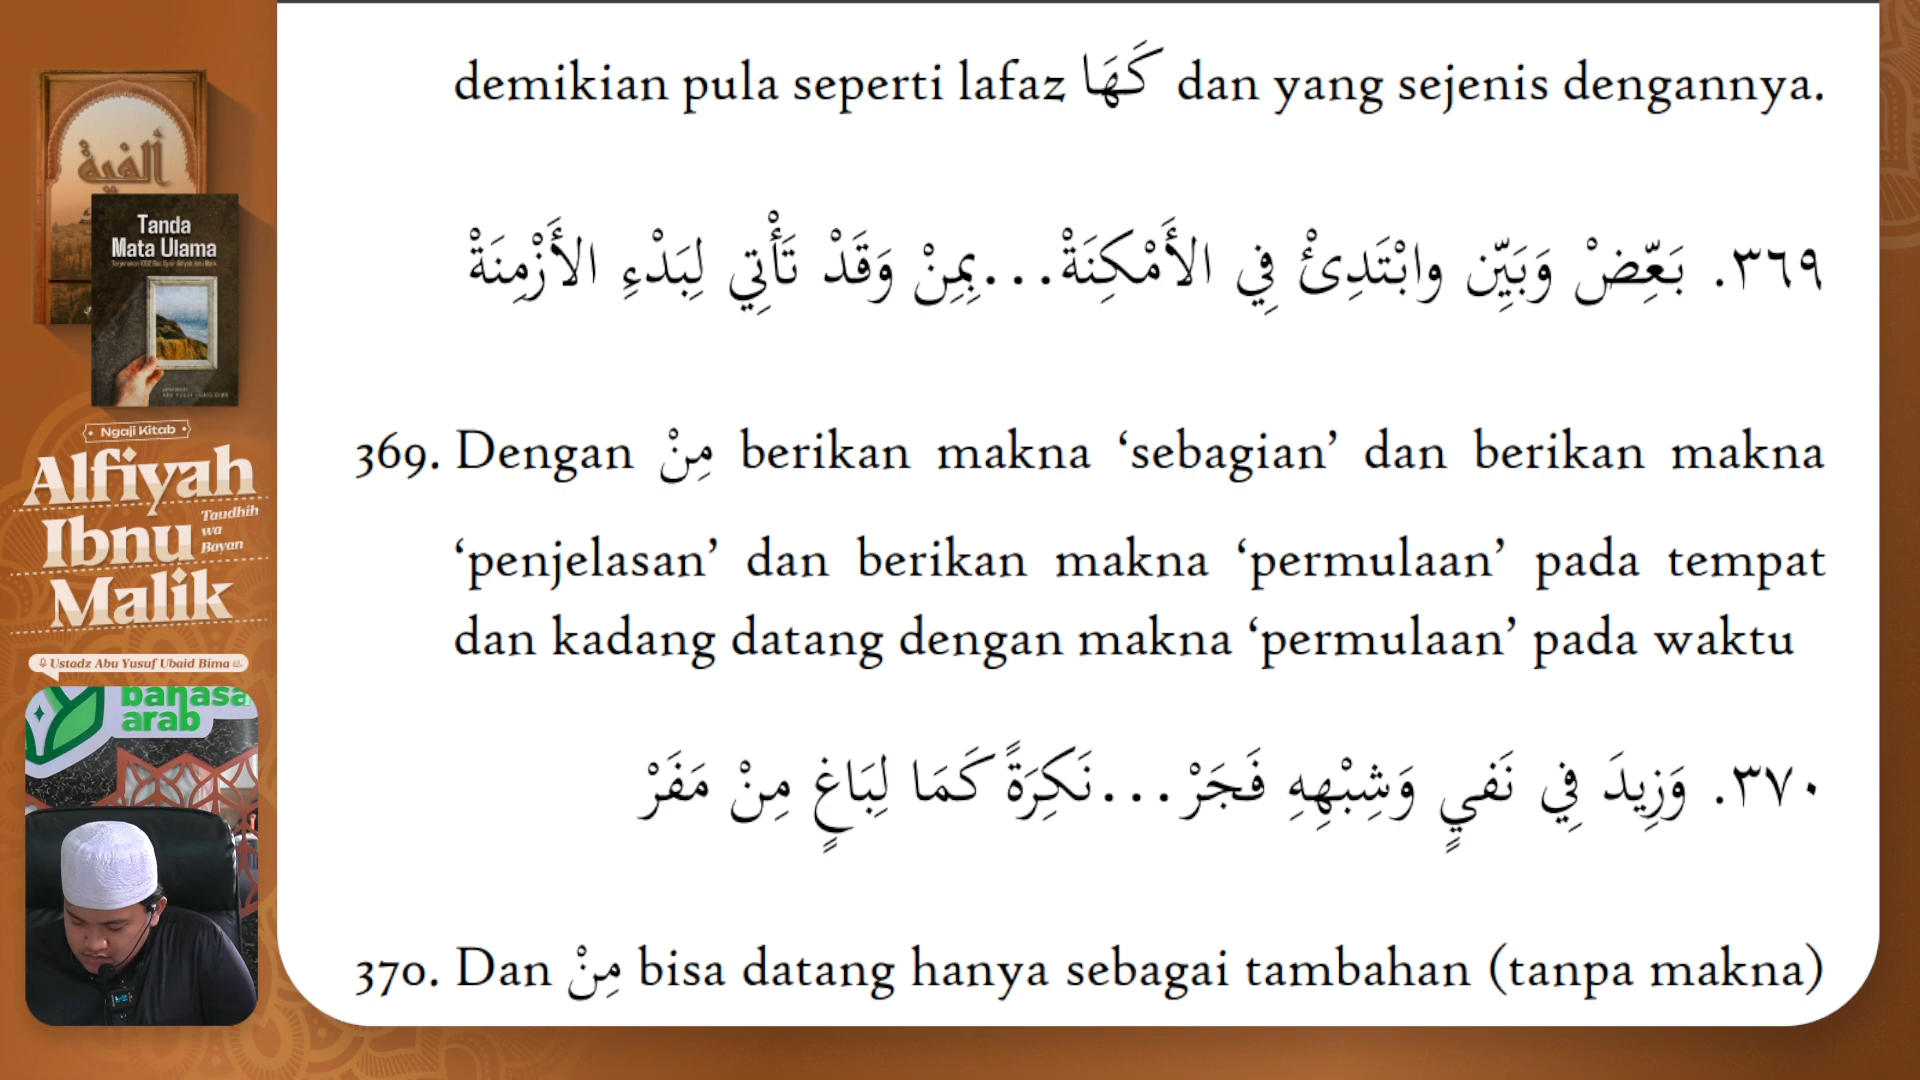 demikian pula seperti lafaz كَهَا dan yang sejenis dengannya.
٣٦٩. بَعِّضْ وَبَيِّن وابْتَدِئْ فِي الأَمْكِنَةْ...بِمِنْ وَقَدْ تَأْتِي لِبَدْءِ الأَزْمِنَةْ
369. Dengan مِنْ berikan makna ‘sebagian’ dan berikan makna
‘penjelasan’ dan berikan makna ‘permulaan’ pada tempat
dan kadang datang dengan makna ‘permulaan’ pada waktu
٣٧٠. وَزِيدَ فِي نَفيٍ وَشِبْهِهِ فَجَرْ...نَكِرَةً كَمَا لِبَاغٍ مِنْ مَفَرْ
370. Dan مِنْ bisa datang hanya sebagai tambahan (tanpa makna)
ألفية
Tanda
Mata Ulama
Ngaji Kitab
Alfiyah
Ibnu
Taudhih
wa
Bayan
Malik
Ustadz Abu Yusuf Ubaid Bima
bahasa
arab